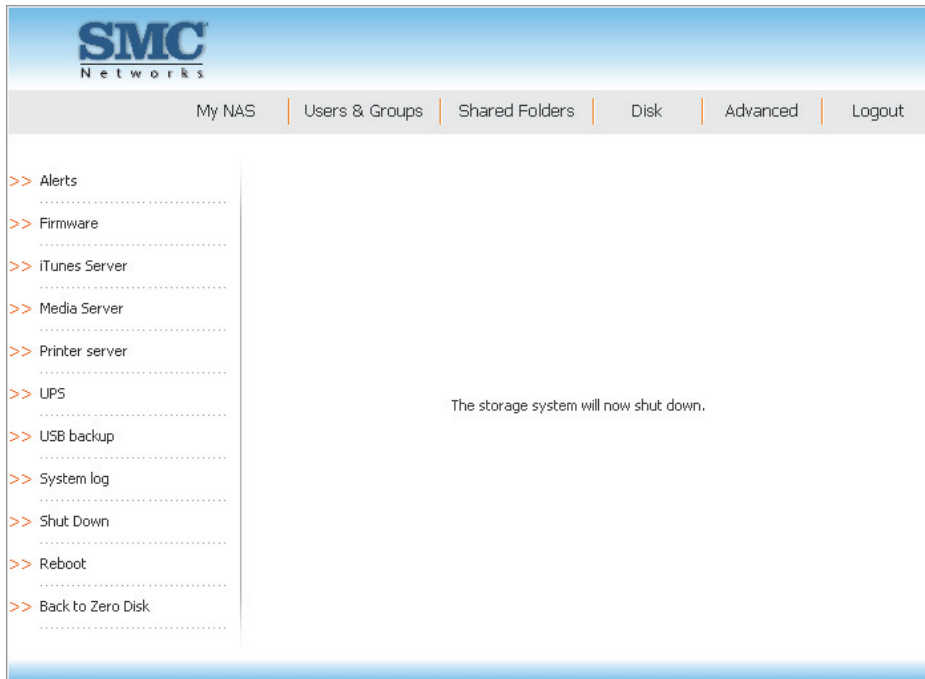 SMC
Networks
My NAS Users & Groups Shared Folders Disk Advanced Logout
>> Alerts
>> Firmware
>> iTunes Server
>> Media Server
>> Printer server
>> UPS
>> USB backup
>> System log
>> Shut Down
>> Reboot
>> Back to Zero Disk
The storage system will now shut down.